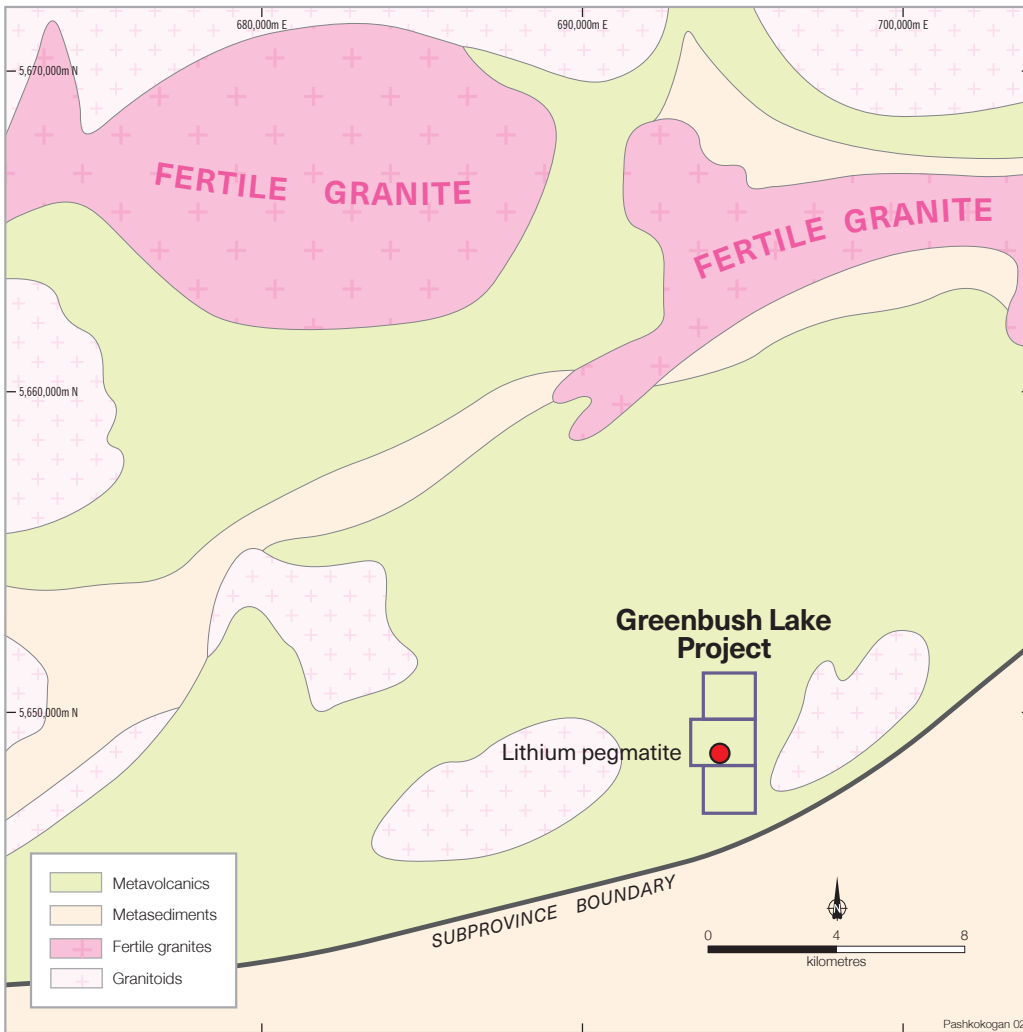 680,000m E
690,000m E
700,000m E
5,670,000m N
FERTILE GRANITE
FERTILE GRANITE
5,660,000m N
Greenbush Lake
Project
5,650,000m N
Lithium pegmatite
SUBPROVINCE BOUNDARY
Metavolcanics
Metasediments
Fertile granites
Granitoids
N
0 4 8
kilometres
Pashkokogan 02